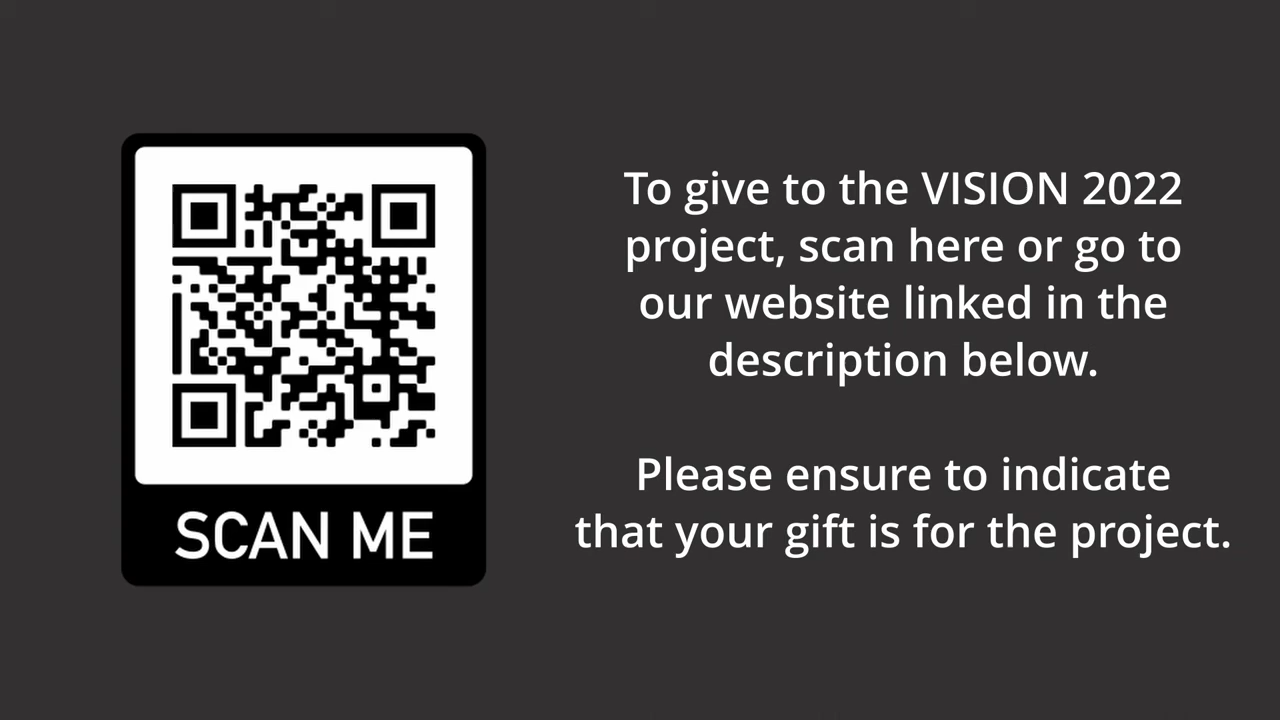 SCAN ME
To give to the VISION 2022
project, scan here or go to
our website linked in the
description below.
Please ensure to indicate
that your gift is for the project.